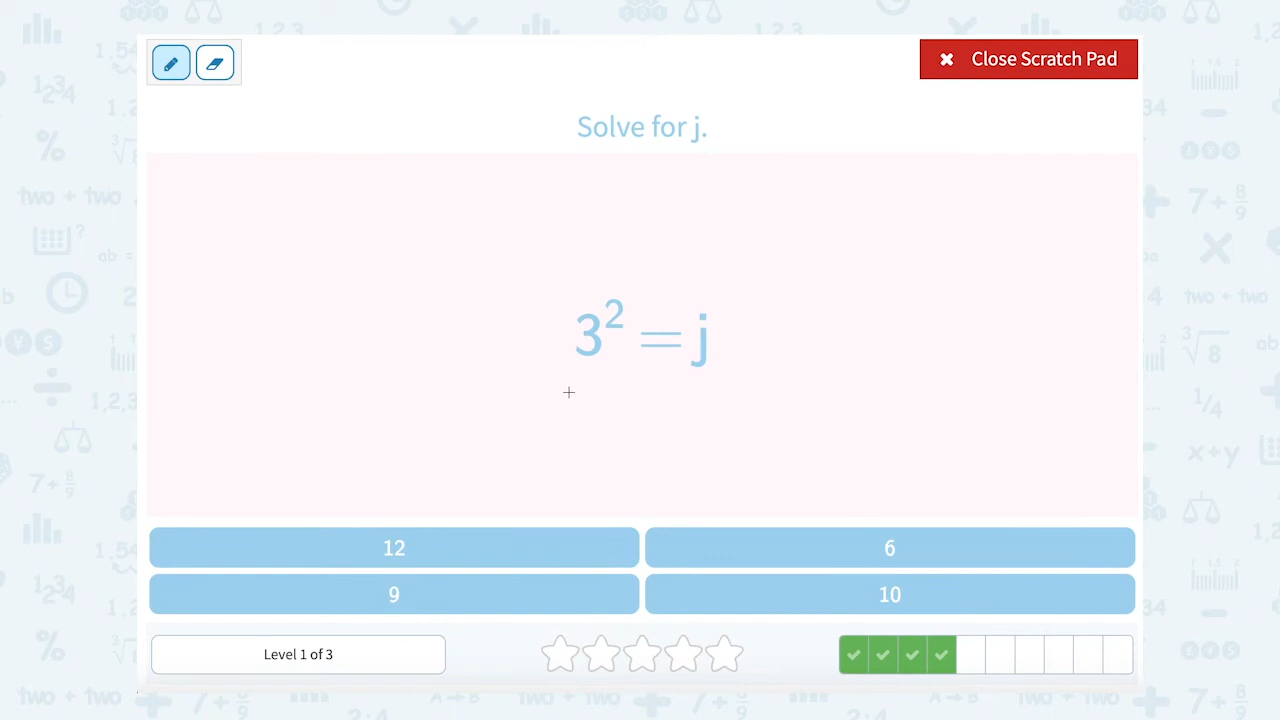 Close Scratch Pad
Solve for j.
3² = j
12
6
9
10
Level 1 of 3